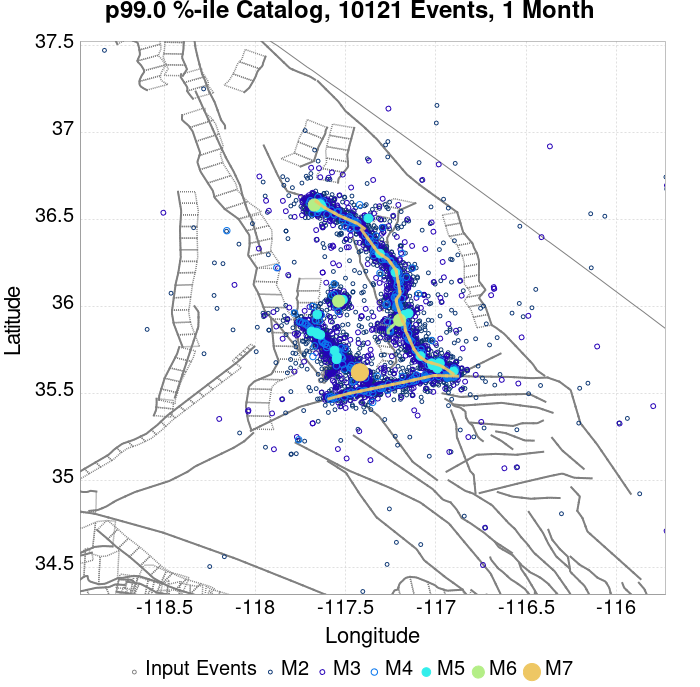 p99.0 %-ile Catalog, 10121 Events, 1 Month
37.5
37
36.5
36
35.5
35
34.5
Latitude
-118.5 -118 -117.5 -117 -116.5 -116
Longitude
Input Events M2 M3 M4 M5 M6 M7